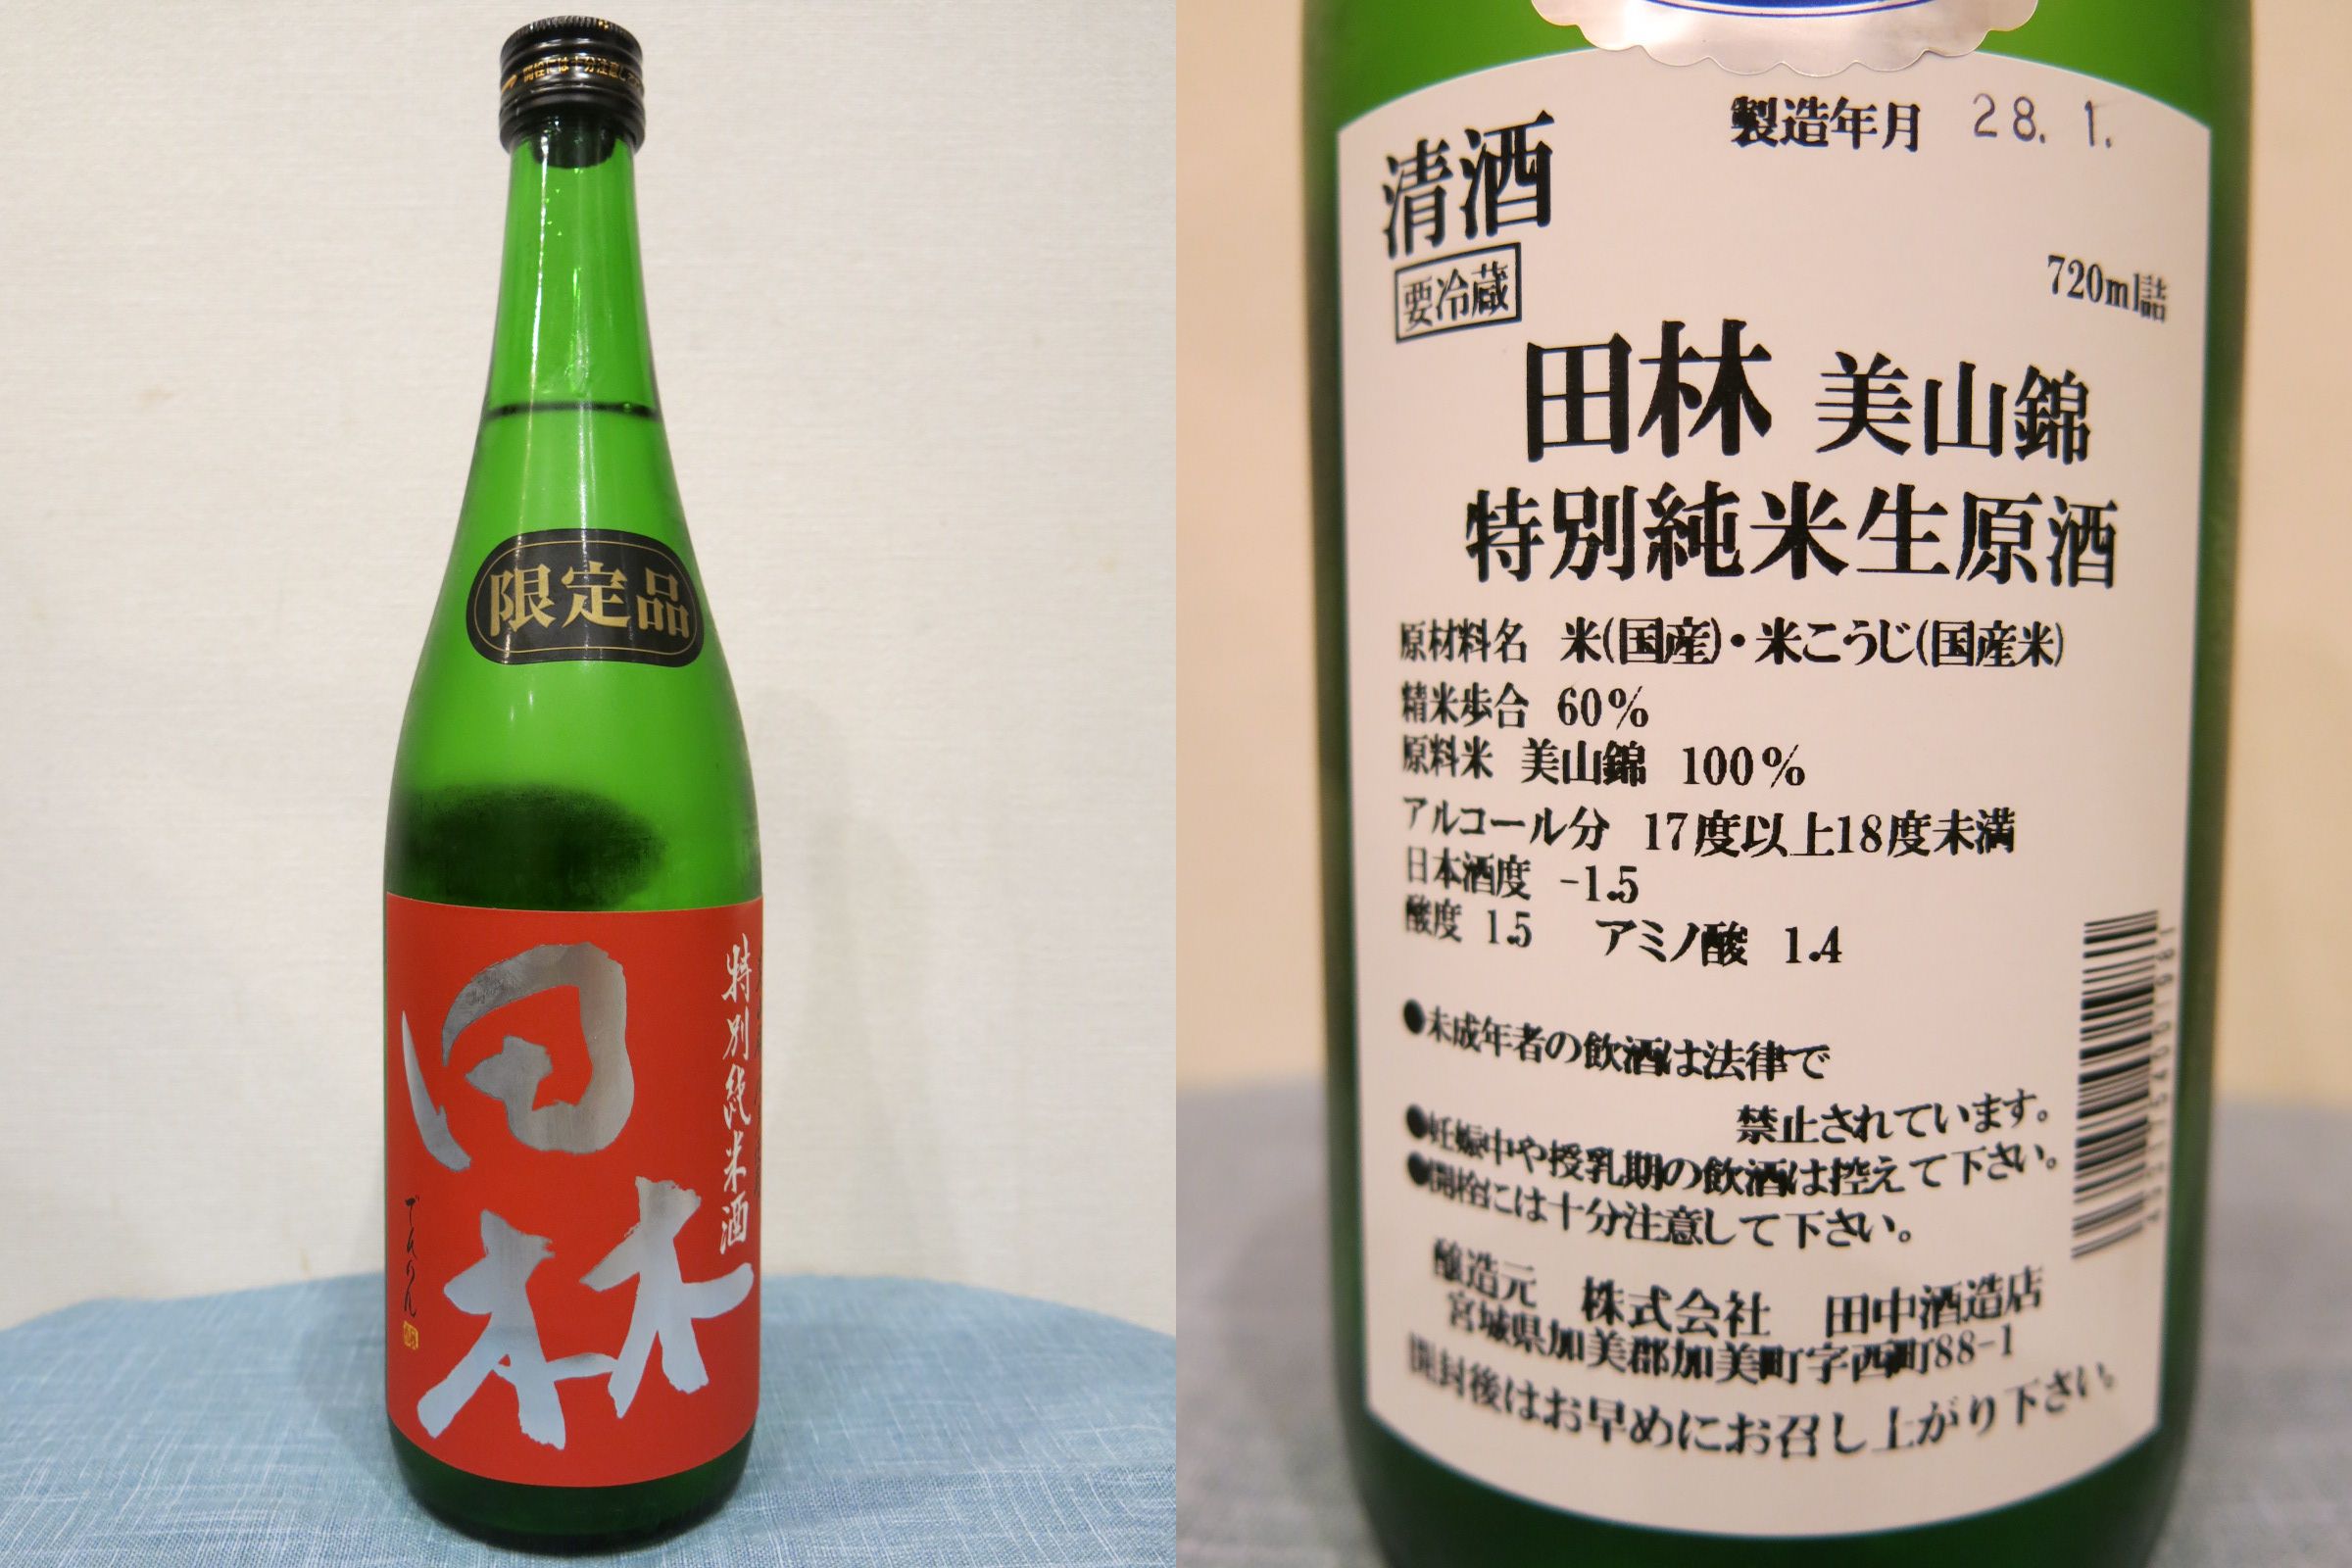 開栓には十分注意し
限定品
田林
特別純米酒
でんりん
製造年月 28. 1.
清酒
要冷蔵
720ml詰
田林 美山錦
特別純米生原酒
原材料名 米(国産)・米こうじ(国産米)
精米歩合 60%
原料米 美山錦 100%
アルコール分 17度以上18度未満
日本酒度 -1.5
酸度 1.5 アミノ酸 1.4
●未成年者の飲酒は法律で
禁止されています。
●妊娠中や授乳期の飲酒は控えて下さい。
●開栓には十分注意して下さい。
醸造元 株式会社 田中酒造店
宮城県加美郡加美町字西町88-1
開封後はお早めにお召し上がり下さい。